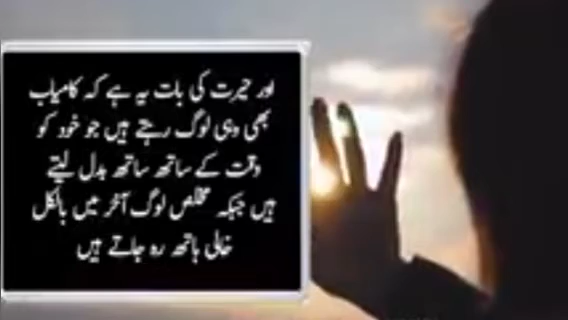 اور حیرت کی بات یہ ہے کہ کامیاب
بھی وہی لوگ رہتے ہیں جو خود کو
وقت کے ساتھ ساتھ بدل لیتے
ہیں جبکہ مخلص لوگ آخر میں بالکل
خالی ہاتھ رہ جاتے ہیں